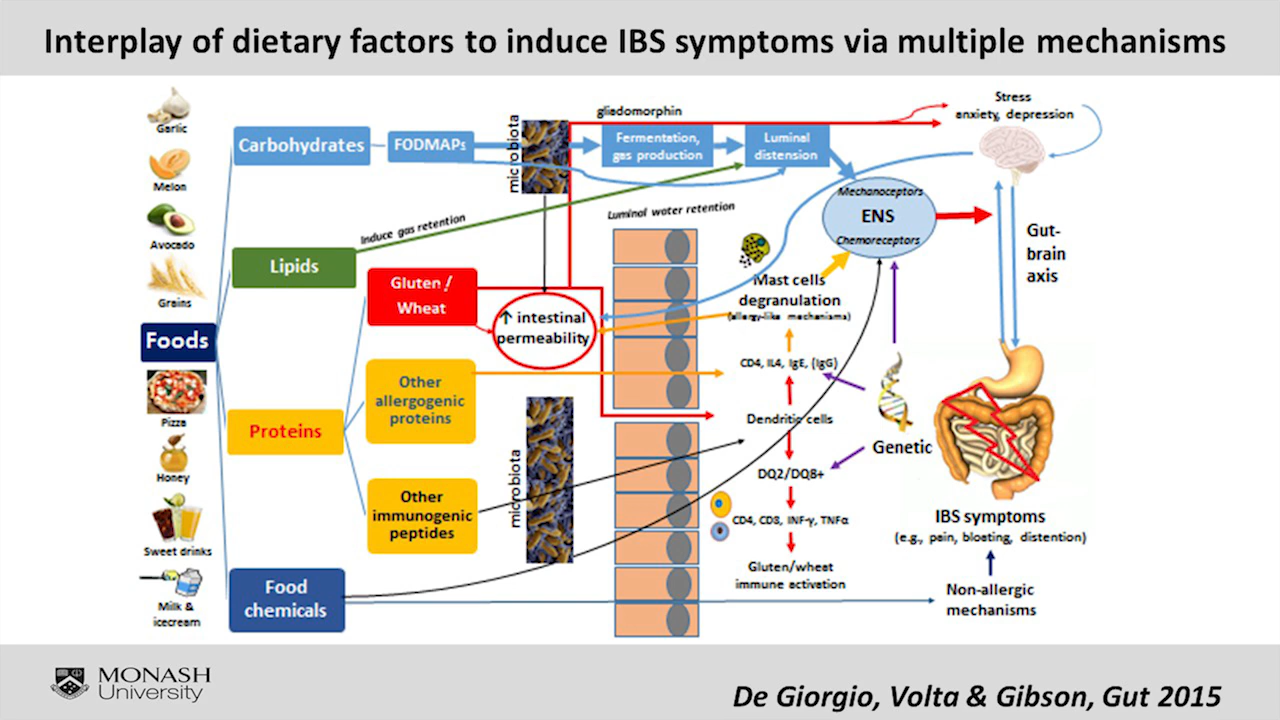 Interplay of dietary factors to induce IBS symptoms via multiple mechanisms
Garlic
Melon
Avocado
Grains
Foods
Pizza
Honey
Sweet drinks
Milk &
icecream
Carbohydrates
FODMAPs
microbiota
gliadomorphin
Fermentation,
gas production
Luminal
distension
Stress
anxiety, depression
Induce gas retention
Luminal water retention
Lipids
Mechanoceptors
ENS
Chemoreceptors
Gut-
brain
axis
Gluten /
Wheat
↑ intestinal
permeability
Mast cells
degranulation
(allergy-like mechanisms)
Other
allergogenic
proteins
CD4, IL4, IgE, (IgG)
Dendritic cells
Proteins
Genetic
DQ2/DQ8+
Other
immunogenic
peptides
microbiota
CD4, CD8, INF-γ, TNFα
IBS symptoms
(e.g., pain, bloating, distention)
Gluten/wheat
immune activation
Food
chemicals
Non-allergic
mechanisms
MONASH
University
De Giorgio, Volta & Gibson, Gut 2015